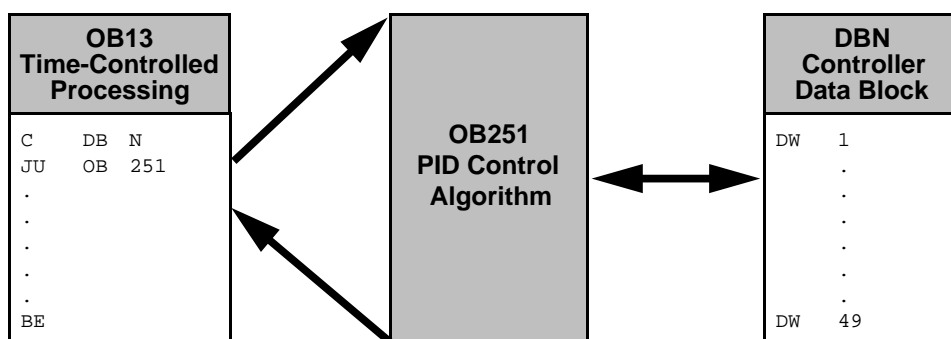 OB13
Time-Controlled
Processing
C DB N
JU OB 251
.
.
.
.
.
BE
OB251
PID Control
Algorithm
DBN
Controller
Data Block
DW 1
.
.
.
.
.
.
DW 49